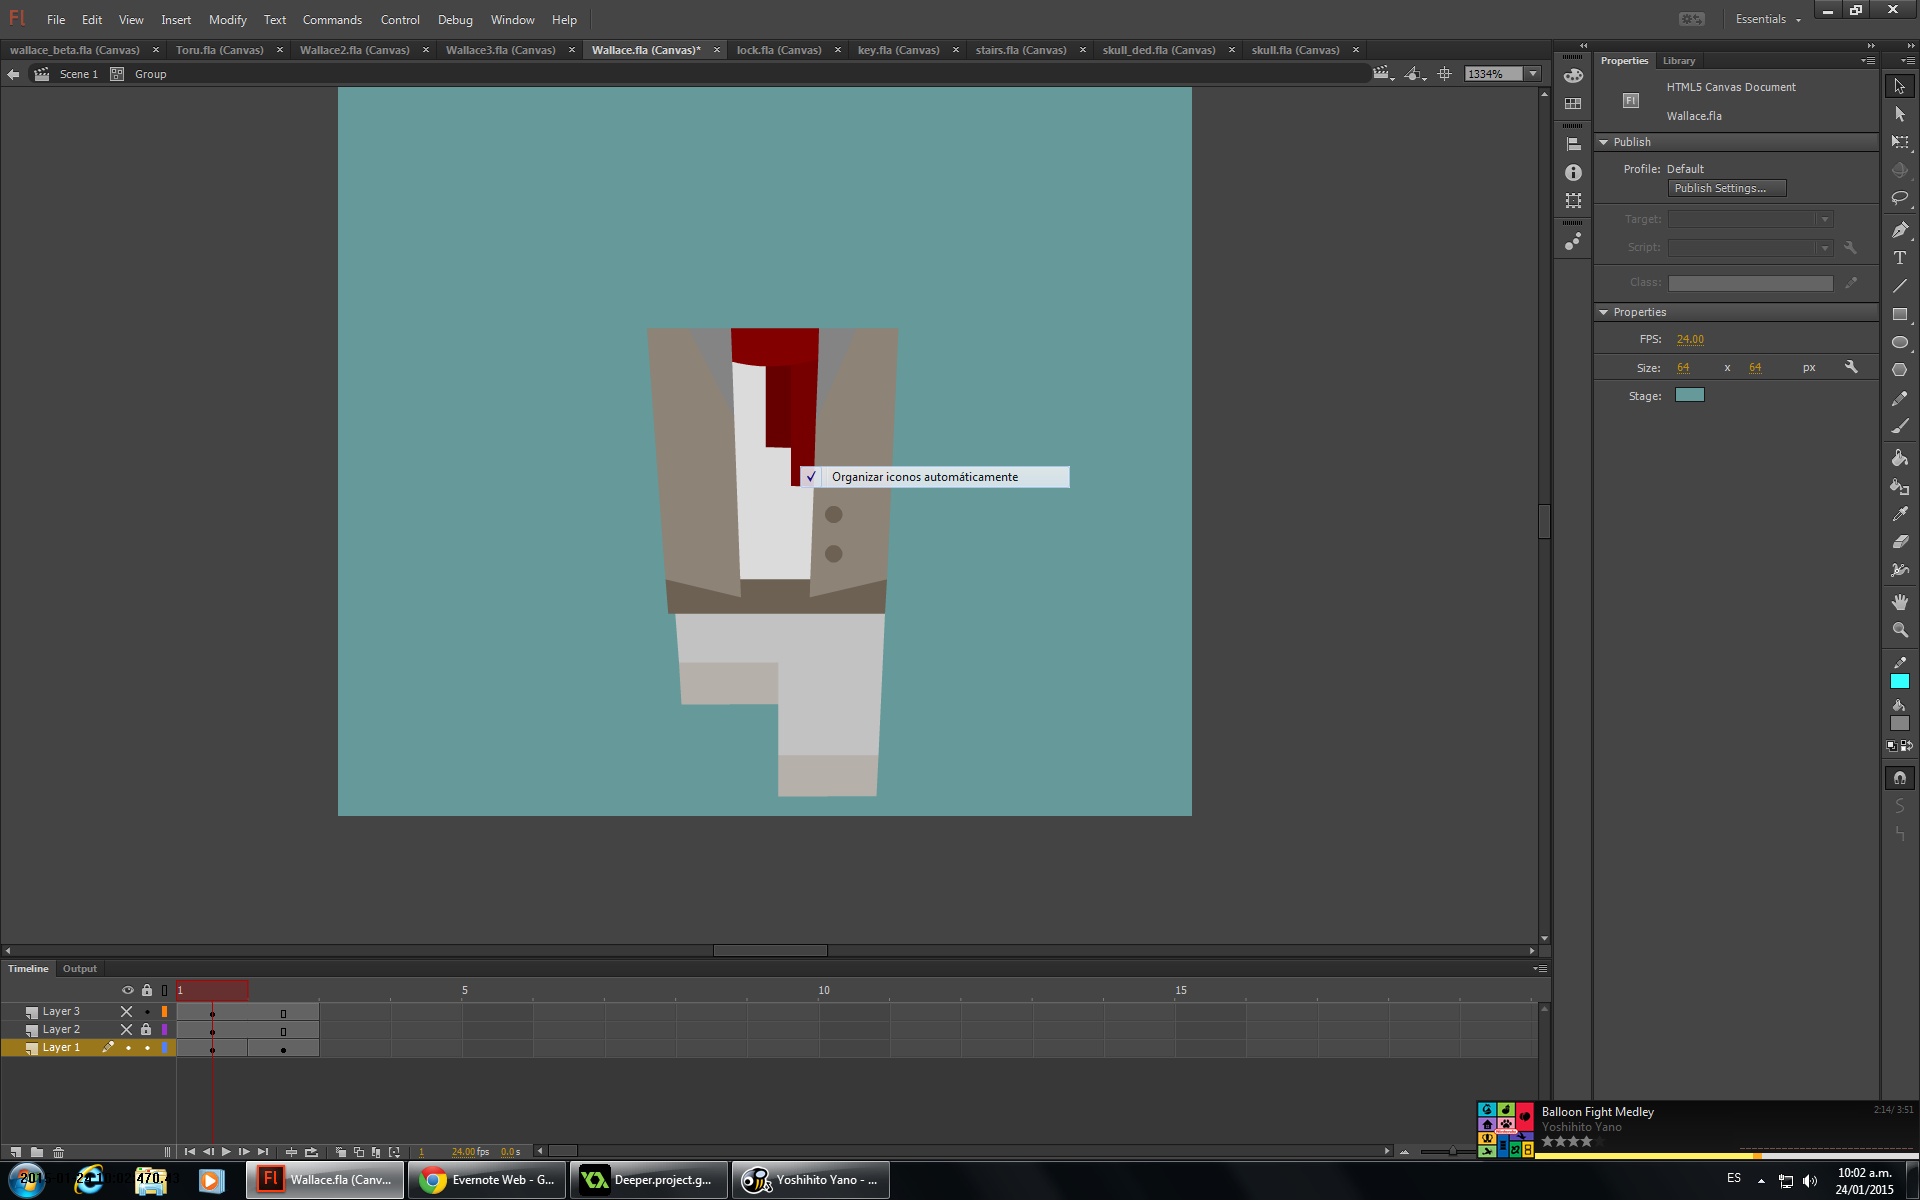 Fl File Edit View Insert Modify Text Commands Control Debug Window Help Essentials
wallace_beta.fla (Canvas) Toru.fla (Canvas) Wallace2.fla (Canvas) Wallace3.fla (Canvas) Wallace.fla (Canvas)* lock.fla (Canvas) key.fla (Canvas) stairs.fla (Canvas) skull_ded.fla (Canvas) skull.fla (Canvas)
Scene 1 Group 1334%
Properties Library
HTML5 Canvas Document
Fl
Wallace.fla
Publish
Profile: Default
Publish Settings...
Target:
Script:
Class:
Properties
FPS: 24.00
Size: 64 x 64 px
Stage:
Organizar iconos automáticamente
Timeline Output
1 5 10 15
Layer 3
Layer 2
Layer 1
1 24.00 fps 0.0 s
Balloon Fight Medley 2:14/ 3:51
Yoshihito Yano
Fl Wallace.fla (Canv... Evernote Web - G... Deeper.project.g... Yoshihito Yano - ...
ES
10:02 a.m.
24/01/2015